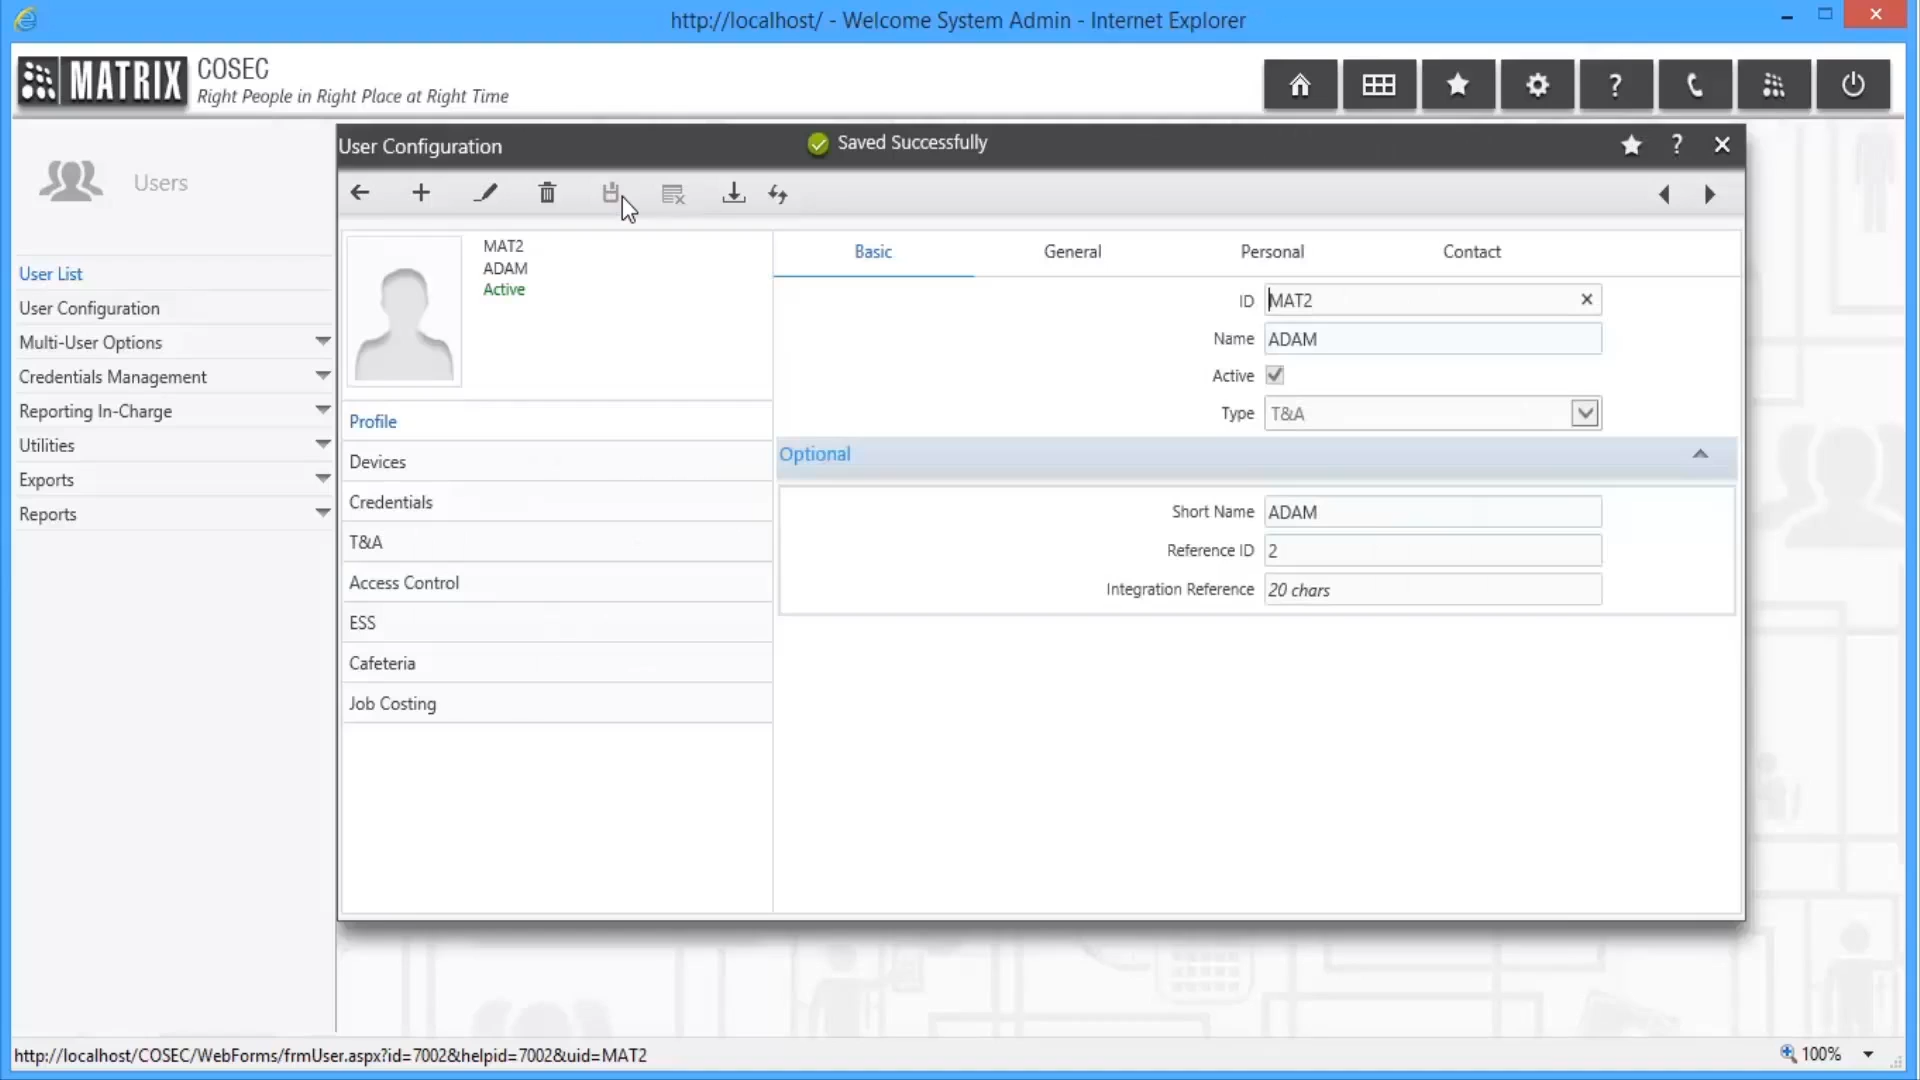 http://localhost/ - Welcome System Admin - Internet Explorer
MATRIX
COSEC
Right People in Right Place at Right Time
?
User Configuration
Saved Successfully
?
Users
User List
User Configuration
Multi-User Options
Credentials Management
Reporting In-Charge
Utilities
Exports
Reports
MAT2
ADAM
Active
Profile
Devices
Credentials
T&A
Access Control
ESS
Cafeteria
Job Costing
Basic
General
Personal
Contact
ID MAT2
Name ADAM
Active
Type T&A
Optional
Short Name ADAM
Reference ID 2
Integration Reference 20 chars
http://localhost/COSEC/WebForms/frmUser.aspx?id=7002&helpid=7002&uid=MAT2
100%